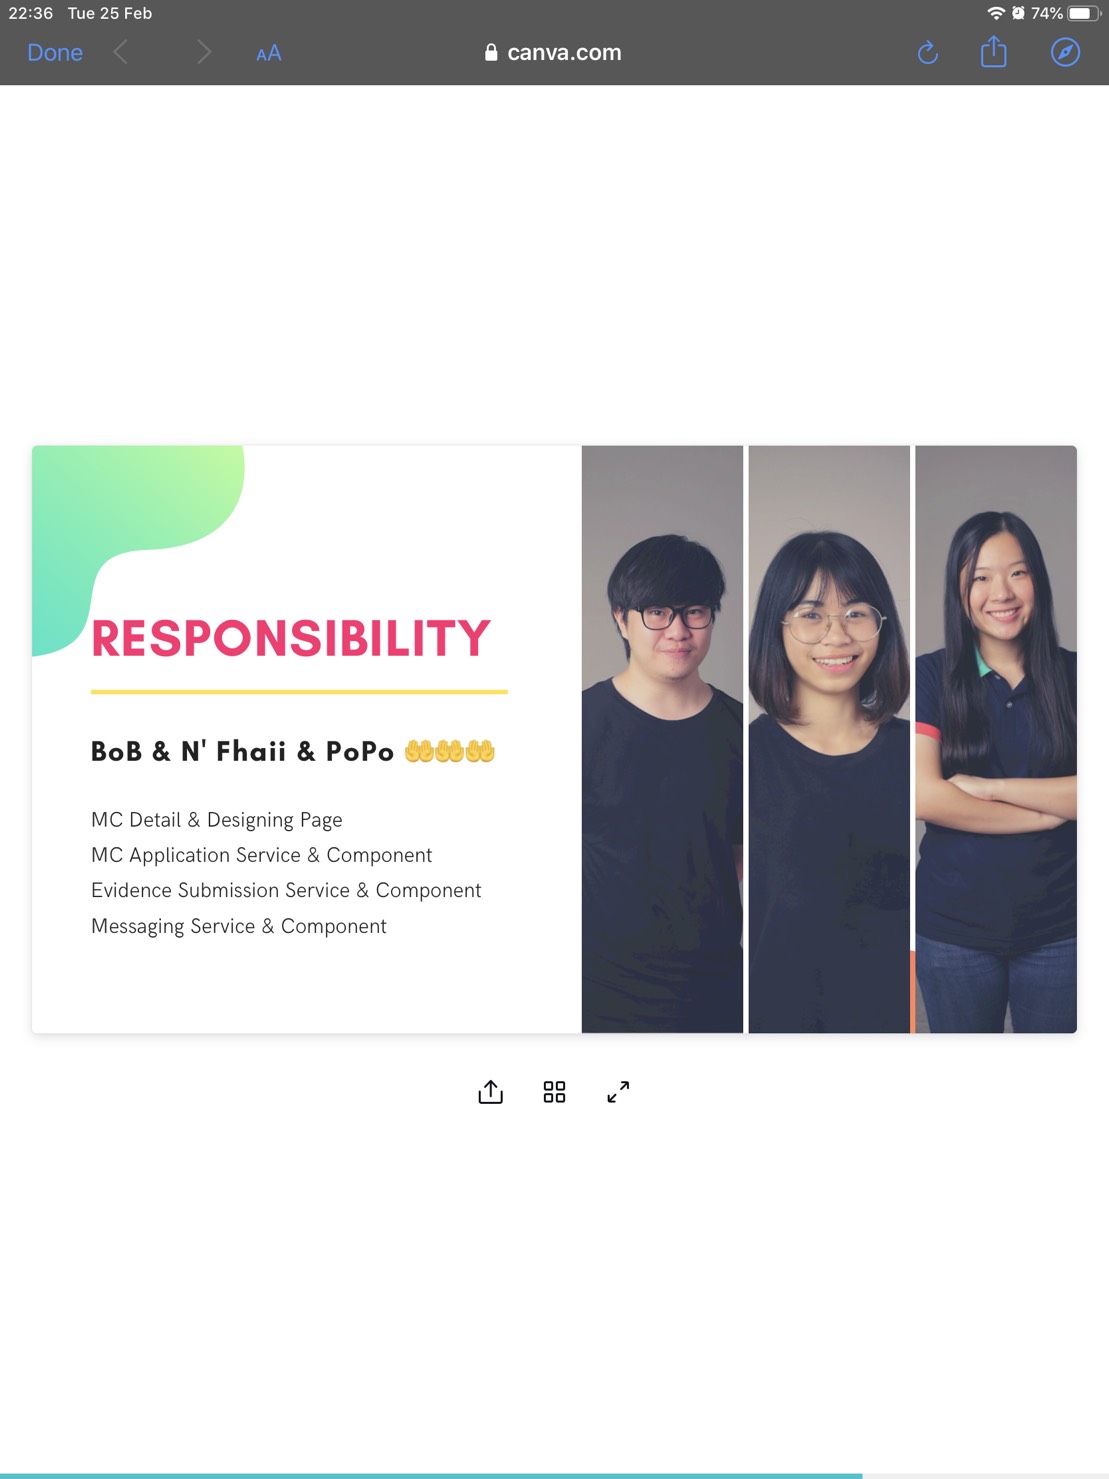 22:36 Tue 25 Feb
74%
Done
AA
canva.com
RESPONSIBILITY
BoB & N' Fhaii & PoPo 🤲🤲🤲
MC Detail & Designing Page
MC Application Service & Component
Evidence Submission Service & Component
Messaging Service & Component